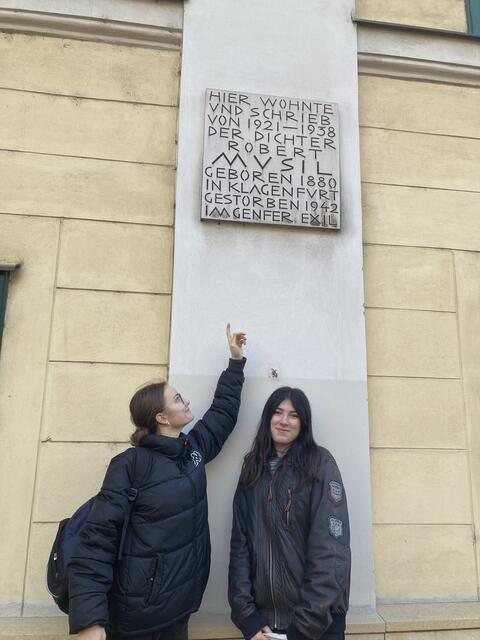 HIER WOHNTE
VND SCHRIEB
VON 1921—1938
DER DICHTER
ROBERT
MVSIL
GEBOREN 1880
IN KLAGENFVRT
GESTORBEN 1942
IM GENFER EXIL